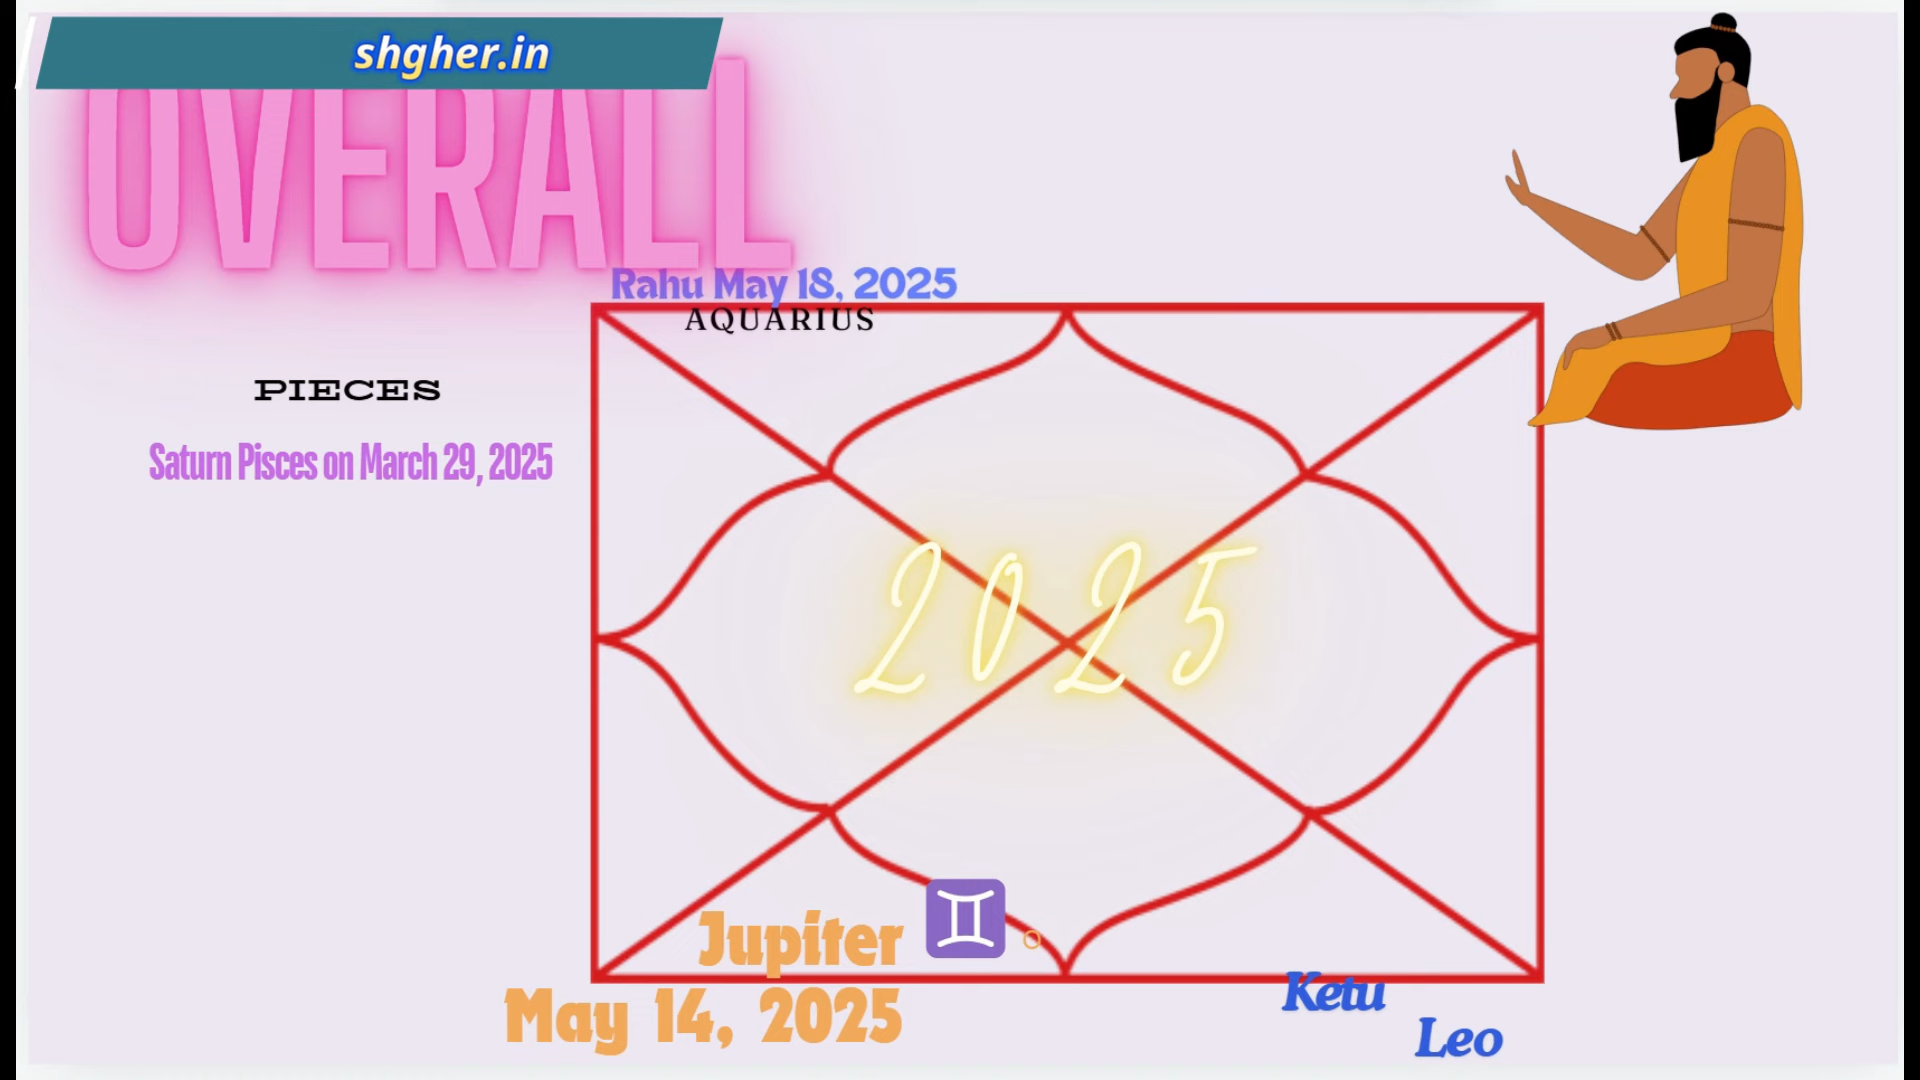 shgher.in
OVERALL
Rahu May 18, 2025
AQUARIUS
PIECES
Saturn Pisces on March 29, 2025
2025
Jupiter ♊ o
May 14, 2025
Ketu
Leo